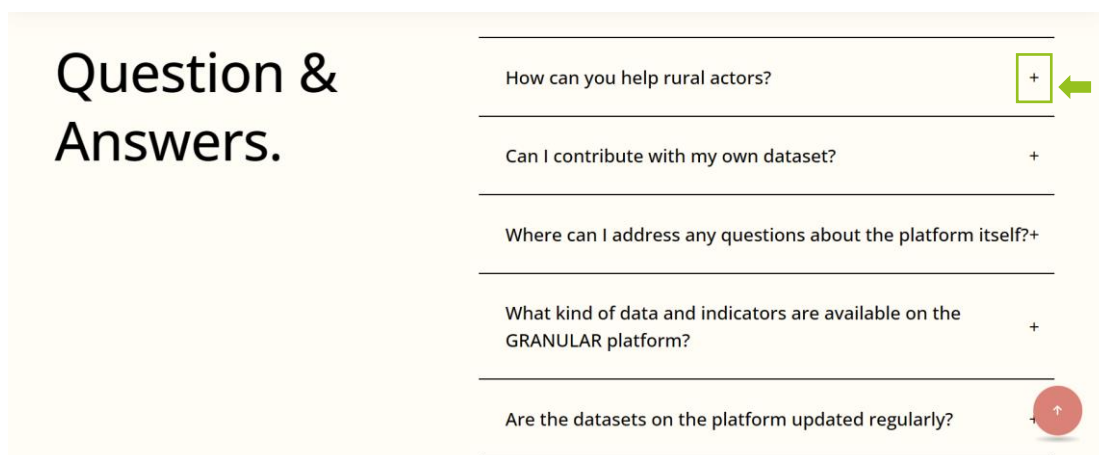 Question &
Answers.
How can you help rural actors? +
Can I contribute with my own dataset? +
Where can I address any questions about the platform itself?+
What kind of data and indicators are available on the
GRANULAR platform? +
Are the datasets on the platform updated regularly? +